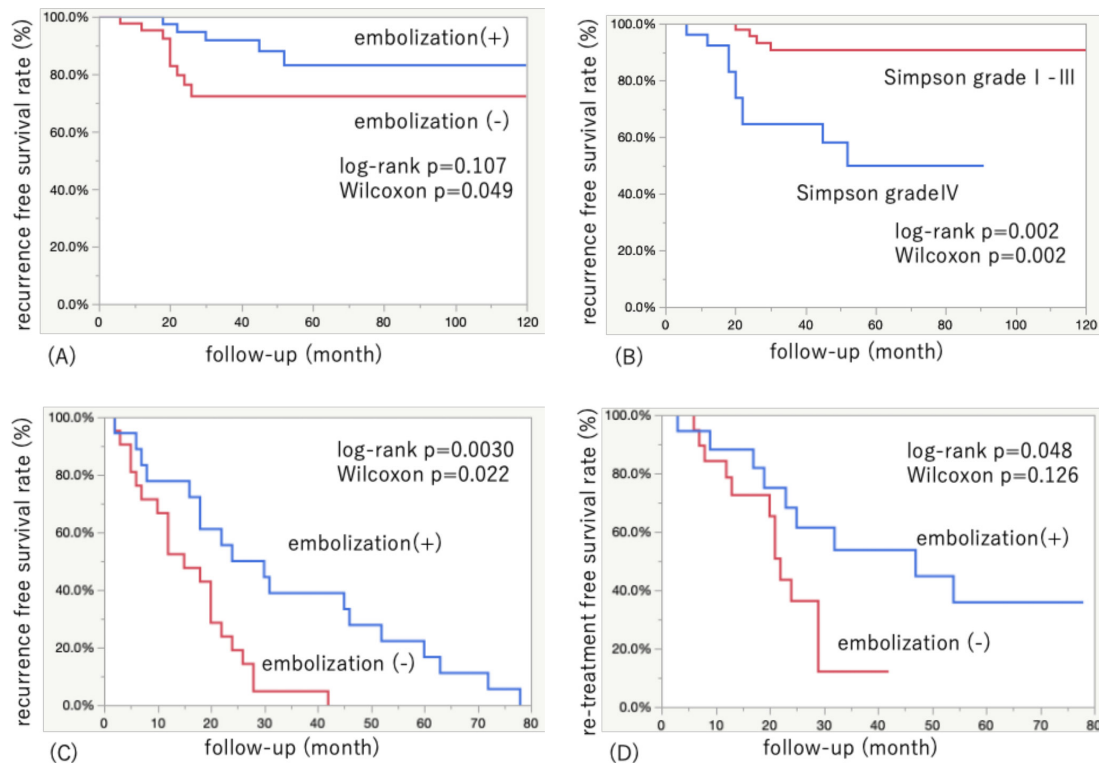 recurrence free survival rate (%)
100.0%
80.0%
60.0%
40.0%
20.0%
0.0%
embolization(+)
embolization (-)
log-rank p=0.107
Wilcoxon p=0.049
0 20 40 60 80 100 120
(A) follow-up (month)
recurrence free survival rate (%)
100.0%
80.0%
60.0%
40.0%
20.0%
0.0%
Simpson grade I -III
Simpson gradeIV
log-rank p=0.002
Wilcoxon p=0.002
0 20 40 60 80 100 120
(B) follow-up (month)
recurrence free survival rate (%)
100.0%
80.0%
60.0%
40.0%
20.0%
0.0%
log-rank p=0.0030
Wilcoxon p=0.022
embolization(+)
embolization (-)
0 10 20 30 40 50 60 70 80
(C) follow-up (month)
re-treatment free survival rate (%)
100.0%
80.0%
60.0%
40.0%
20.0%
0.0%
log-rank p=0.048
Wilcoxon p=0.126
embolization(+)
embolization (-)
0 10 20 30 40 50 60 70 80
(D) follow-up (month)